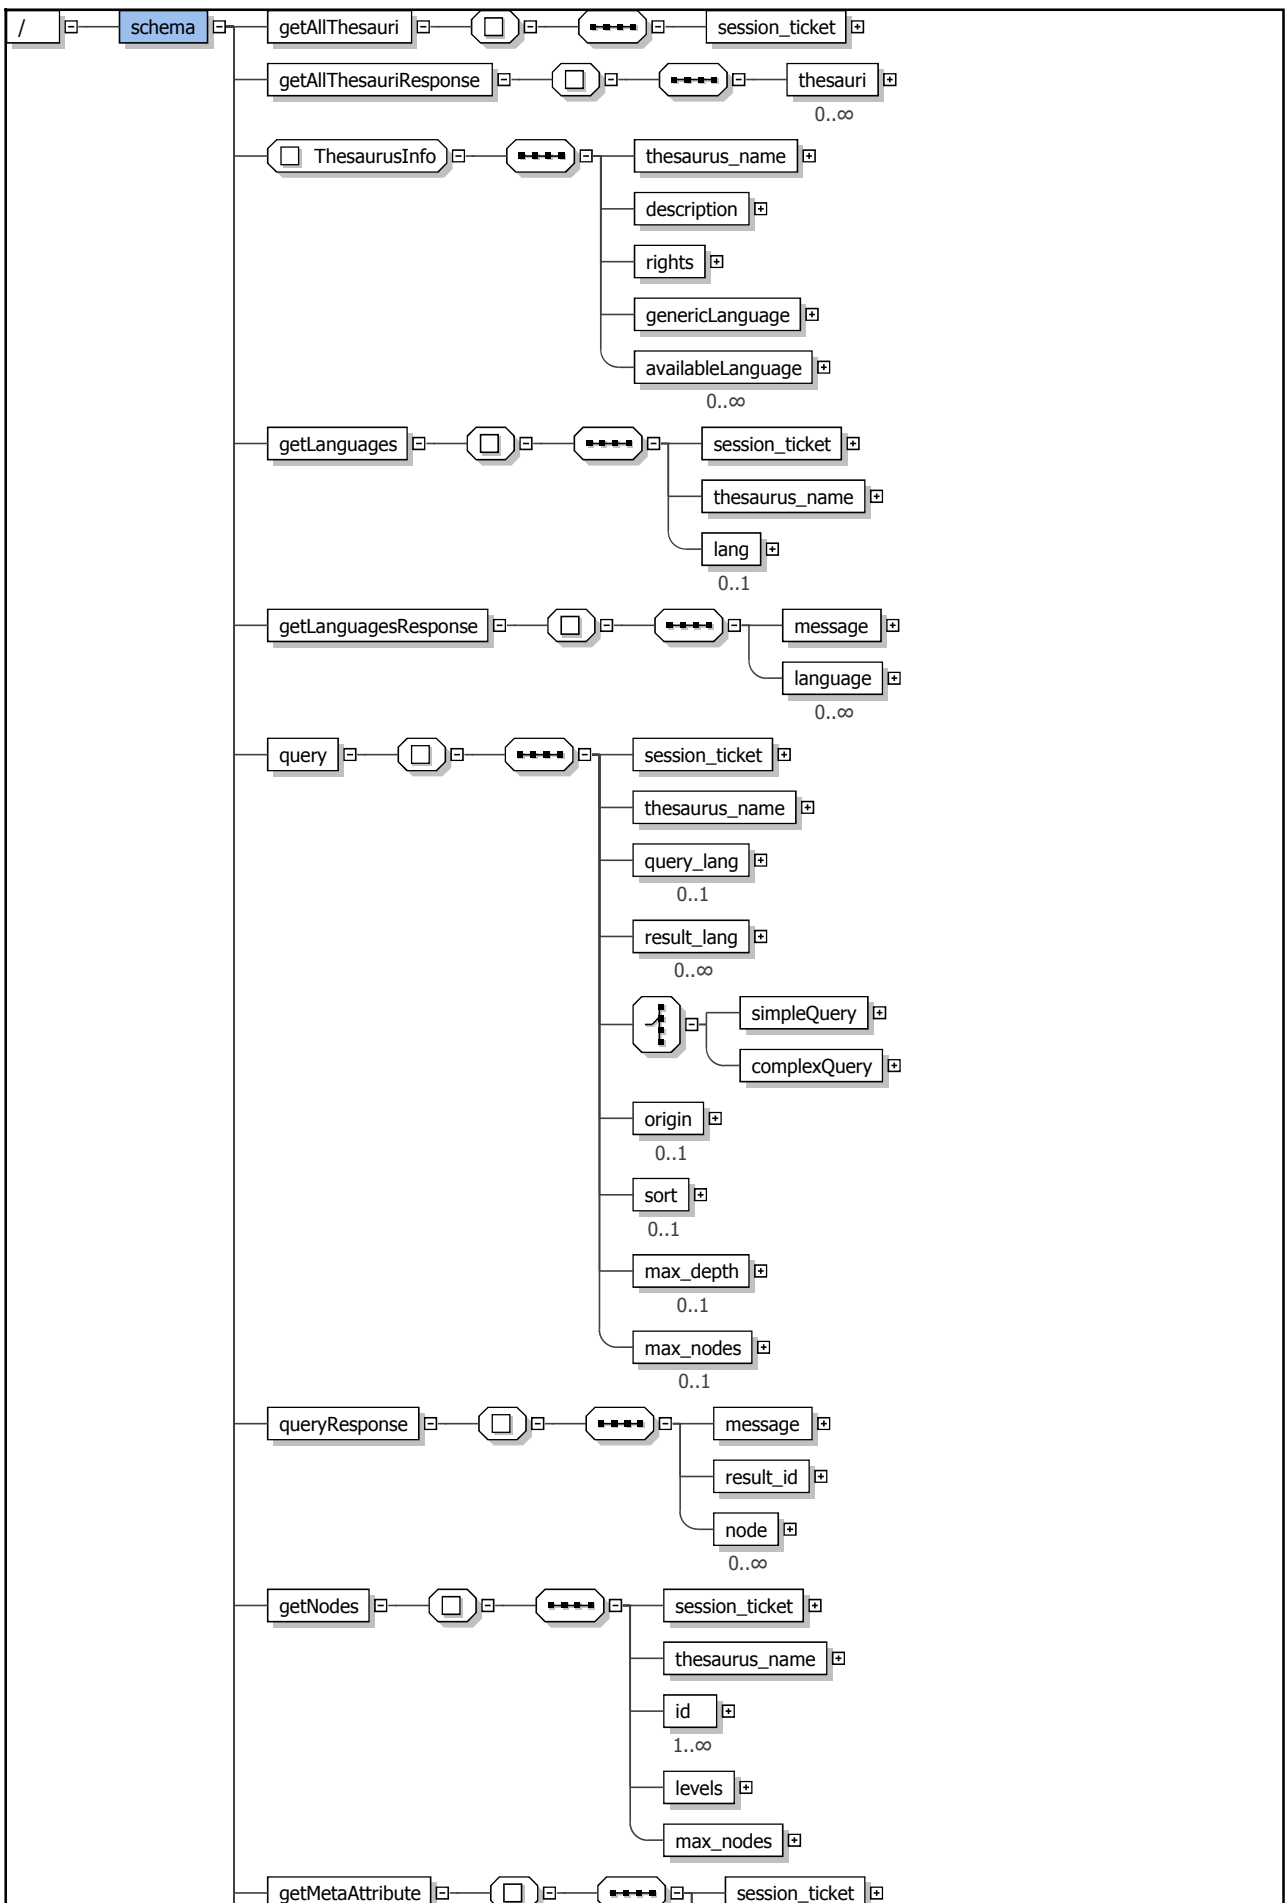 / schema getAllThesauri session_ticket
getAllThesauriResponse thesauri
0..∞
ThesaurusInfo thesaurus_name
description
rights
genericLanguage
availableLanguage
0..∞
getLanguages session_ticket
thesaurus_name
lang
0..1
getLanguagesResponse message
language
0..∞
query session_ticket
thesaurus_name
query_lang
0..1
result_lang
0..∞
simpleQuery
complexQuery
origin
0..1
sort
0..1
max_depth
0..1
max_nodes
0..1
queryResponse message
result_id
node
0..∞
getNodes session_ticket
thesaurus_name
id
1..∞
levels
max_nodes
getMetaAttribute session_ticket